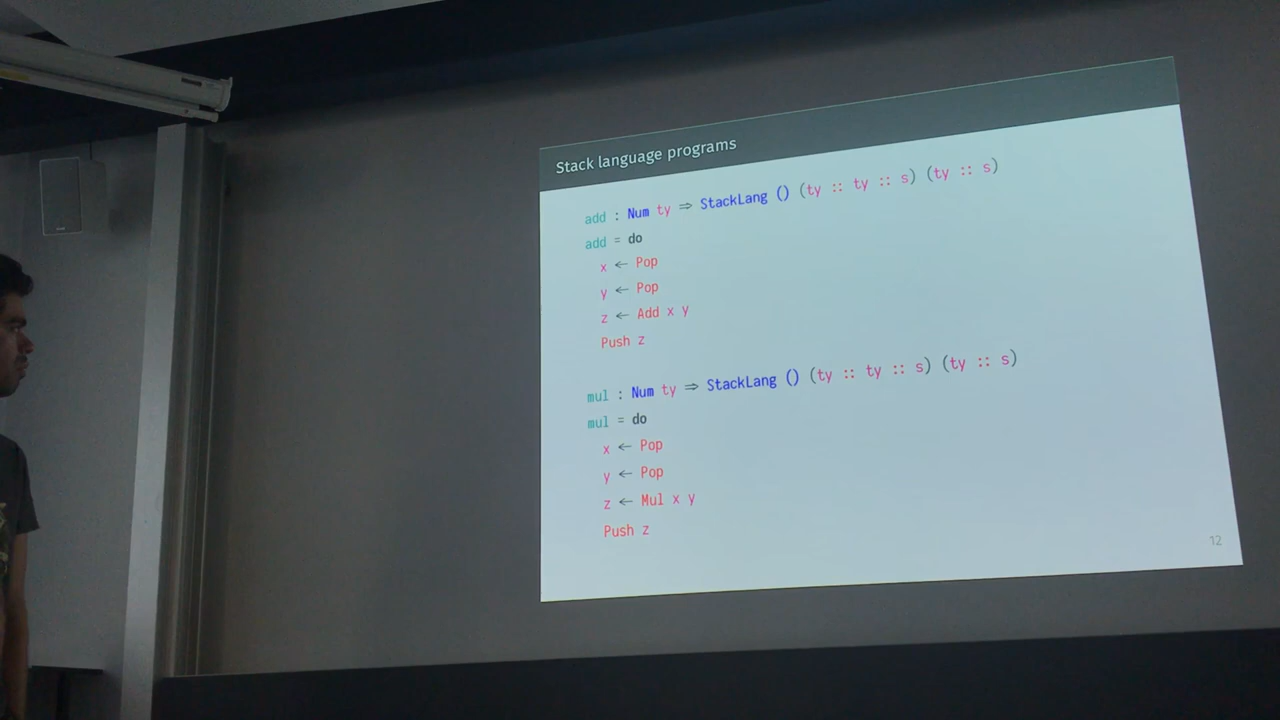 Stack language programs
add : Num ty ⇒ StackLang () (ty :: ty :: s) (ty :: s)
add = do
x ← Pop
y ← Pop
z ← Add x y
Push z
mul : Num ty ⇒ StackLang () (ty :: ty :: s) (ty :: s)
mul = do
x ← Pop
y ← Pop
z ← Mul x y
Push z
12